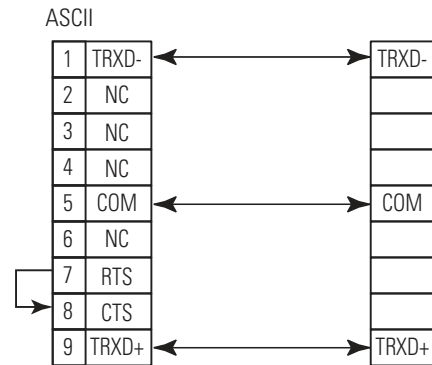 ASCII
1 TRXD- TRXD-
2 NC
3 NC
4 NC
5 COM COM
6 NC
7 RTS
8 CTS
9 TRXD+ TRXD+